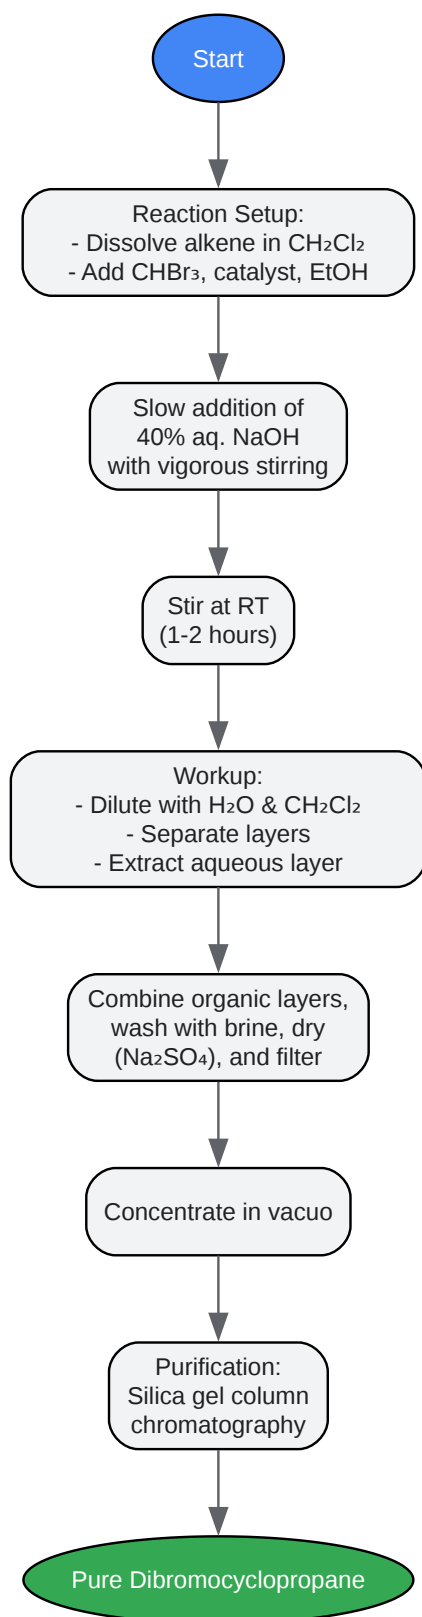 Start
Reaction Setup:
- Dissolve alkene in CH₂Cl₂
- Add CHBr₃, catalyst, EtOH
Slow addition of
40% aq. NaOH
with vigorous stirring
Stir at RT
(1-2 hours)
Workup:
- Dilute with H₂O & CH₂Cl₂
- Separate layers
- Extract aqueous layer
Combine organic layers,
wash with brine, dry
(Na₂SO₄), and filter
Concentrate in vacuo
Purification:
Silica gel column
chromatography
Pure Dibromocyclopropane